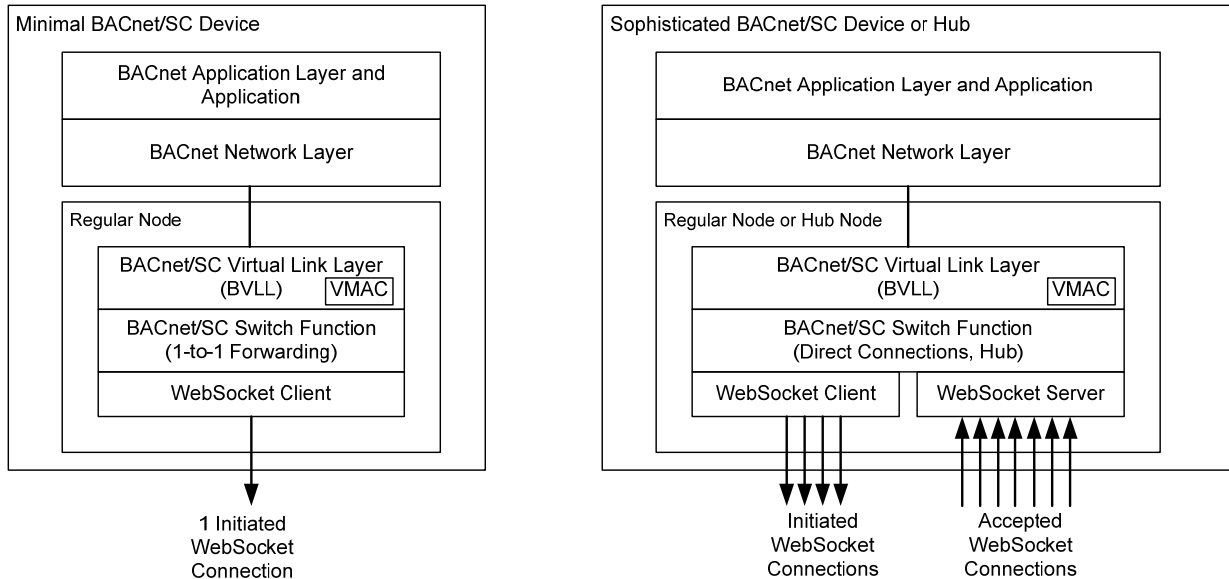 Minimal BACnet/SC Device
BACnet Application Layer and
Application
BACnet Network Layer
Regular Node
BACnet/SC Virtual Link Layer
(BVLL)
VMAC
BACnet/SC Switch Function
(1-to-1 Forwarding)
WebSocket Client
1 Initiated
WebSocket
Connection
Sophisticated BACnet/SC Device or Hub
BACnet Application Layer and Application
BACnet Network Layer
Regular Node or Hub Node
BACnet/SC Virtual Link Layer
(BVLL)
VMAC
BACnet/SC Switch Function
(Direct Connections, Hub)
WebSocket Client
WebSocket Server
Initiated
WebSocket
Connections
Accepted
WebSocket
Connections